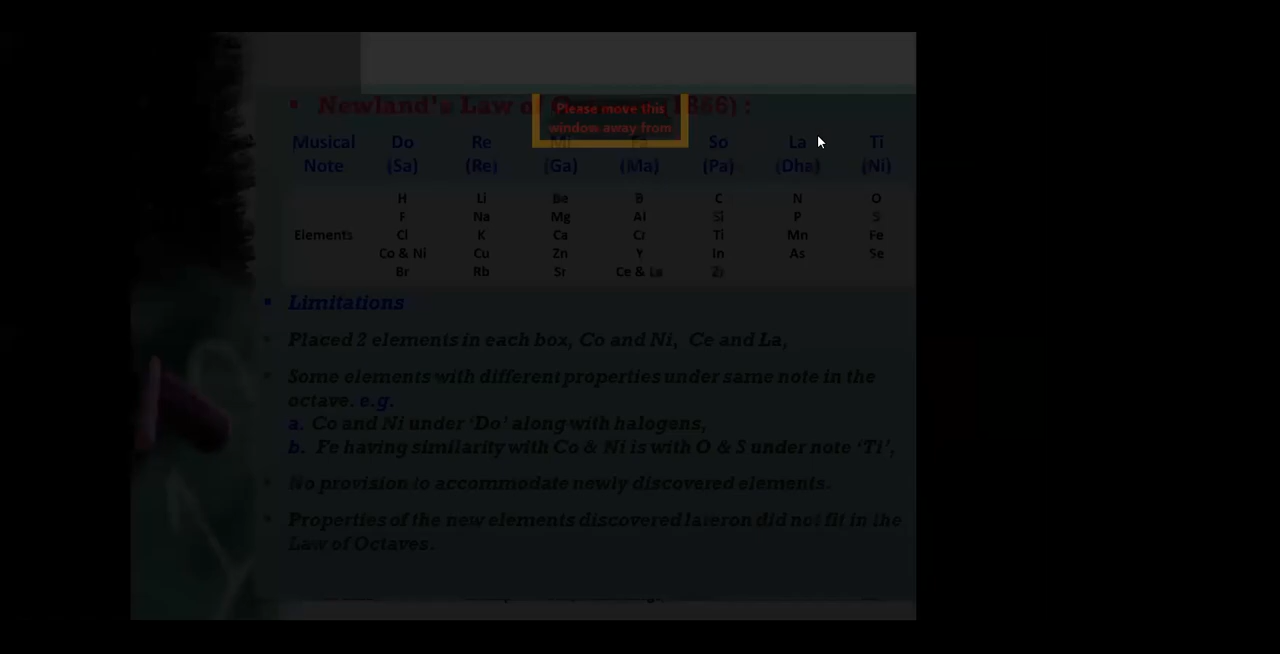 ▪ Newland's Law of 1866) :
Please move this
window away from
Musical Do Re Mi So La Ti
Note (Sa) (Re) (Ga) (Ma) (Pa) (Dha) (Ni)
H Li Be B C N O
F Na Mg Al Si P S
Elements Cl K Ca Cr Ti Mn Fe
Co & Ni Cu Zn Y In As Se
Br Rb Sr Ce & La Zr
▪ Limitations
• Placed 2 elements in each box, Co and Ni, Ce and La,
• Some elements with different properties under same note in the
octave. e.g.
a. Co and Ni under ‘Do’ along with halogens,
b. Fe having similarity with Co & Ni is with O & S under note ‘Ti’,
• No provision to accommodate newly discovered elements.
• Properties of the new elements discovered lateron did not fit in the
Law of Octaves.